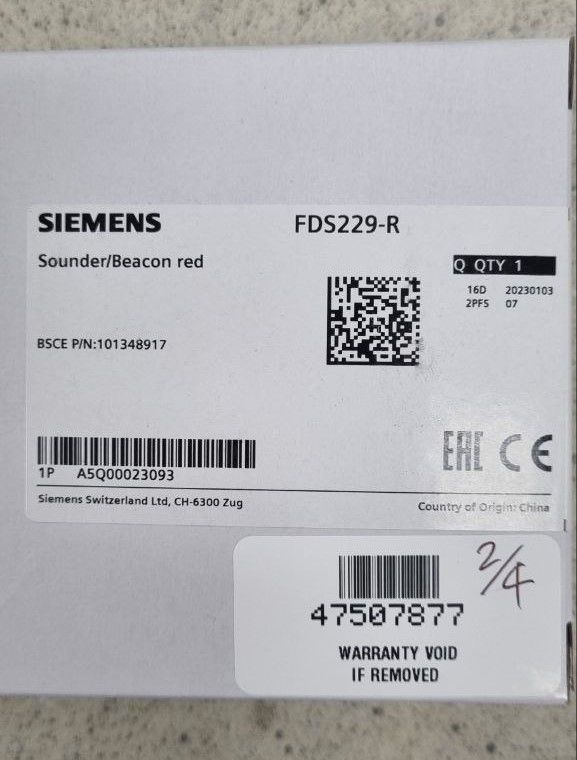 SIEMENS
FDS229-R
Sounder/Beacon red
Q QTY 1
16D 20230103
2PFS 07
BSCE P/N:101348917
1P A5Q00023093
EAC CE
Siemens Switzerland Ltd, CH-6300 Zug
Country of Origin: China
2/4
47507877
WARRANTY VOID
IF REMOVED